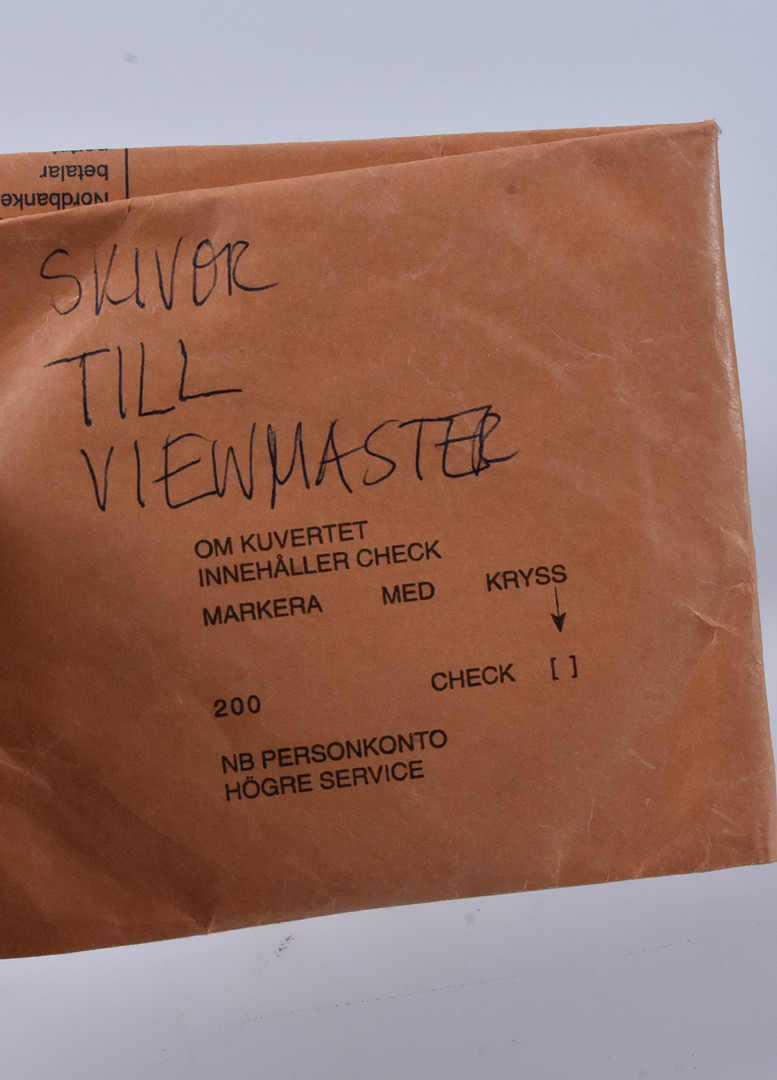 betalar
Nordbanke
SKIVOR
TILL
VIEWMASTER
OM KUVERTET
INNEHÅLLER CHECK
MARKERA MED KRYSS
↓
CHECK [ ]
200
NB PERSONKONTO
HÖGRE SERVICE